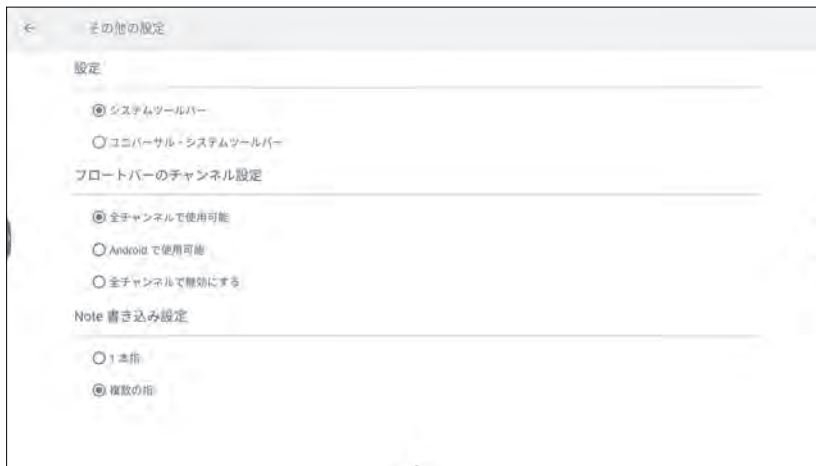 その他の設定
設定
システムツールバー
ユニバーサル・システムツールバー
フロートバーのチャンネル設定
全チャンネルで使用可能
Android で使用可能
全チャンネルで無効にする
Note 書き込み設定
1 本指
複数の指